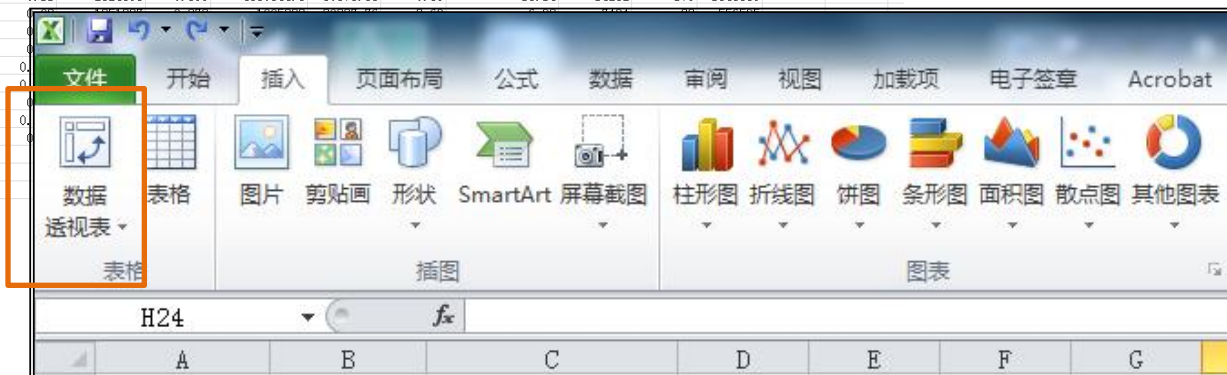 文件 开始 插入 页面布局 公式 数据 审阅 视图 加载项 电子签章 Acrobat
数据 表格 图片 剪贴画 形状 SmartArt 屏幕截图 柱形图 折线图 饼图 条形图 面积图 散点图 其他图表
透视表
表格 插图 图表
H24 fx
A B C D E F G